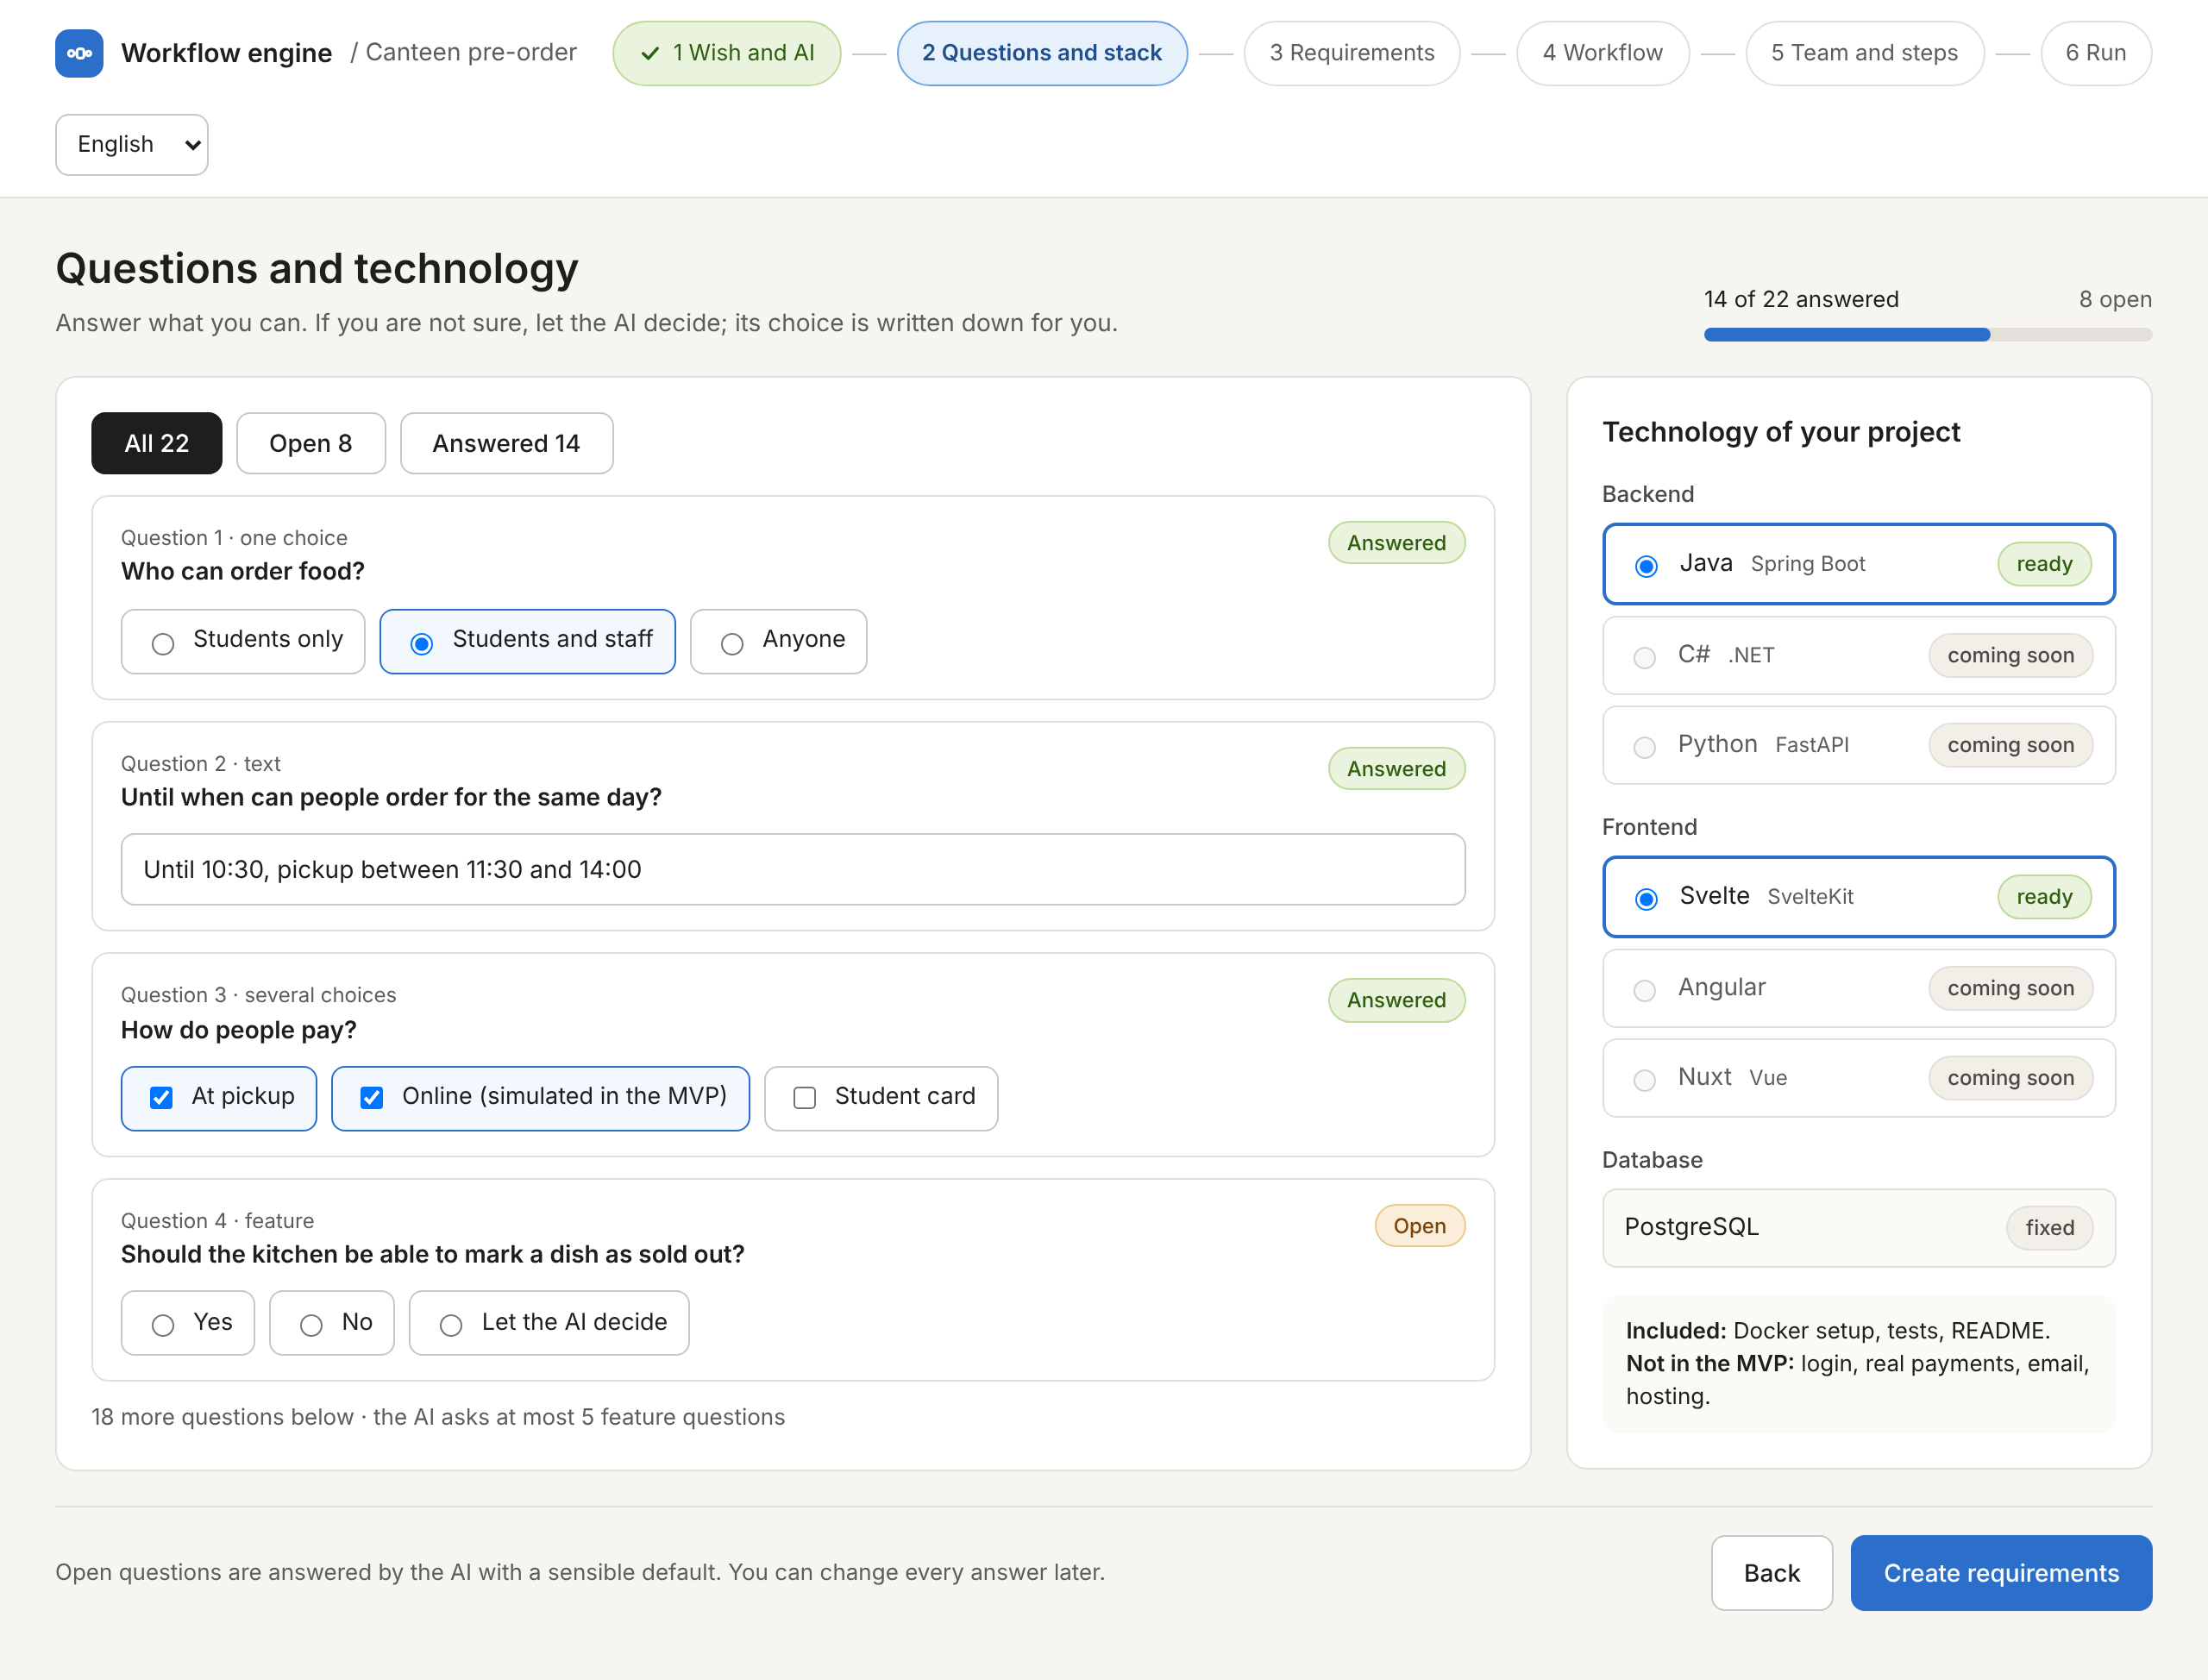 Workflow engine / Canteen pre-order
1 Wish and AI
2 Questions and stack
3 Requirements
4 Workflow
5 Team and steps
6 Run
English
Questions and technology
Answer what you can. If you are not sure, let the AI decide; its choice is written down for you.
14 of 22 answered
8 open
All 22
Open 8
Answered 14
Question 1 · one choice
Answered
Who can order food?
Students only
Students and staff
Anyone
Question 2 · text
Answered
Until when can people order for the same day?
Until 10:30, pickup between 11:30 and 14:00
Question 3 · several choices
Answered
How do people pay?
At pickup
Online (simulated in the MVP)
Student card
Question 4 · feature
Open
Should the kitchen be able to mark a dish as sold out?
Yes
No
Let the AI decide
18 more questions below · the AI asks at most 5 feature questions
Technology of your project
Backend
Java Spring Boot ready
C# .NET coming soon
Python FastAPI coming soon
Frontend
Svelte SvelteKit ready
Angular coming soon
Nuxt Vue coming soon
Database
PostgreSQL fixed
Included: Docker setup, tests, README.
Not in the MVP: login, real payments, email,
hosting.
Open questions are answered by the AI with a sensible default. You can change every answer later.
Back
Create requirements